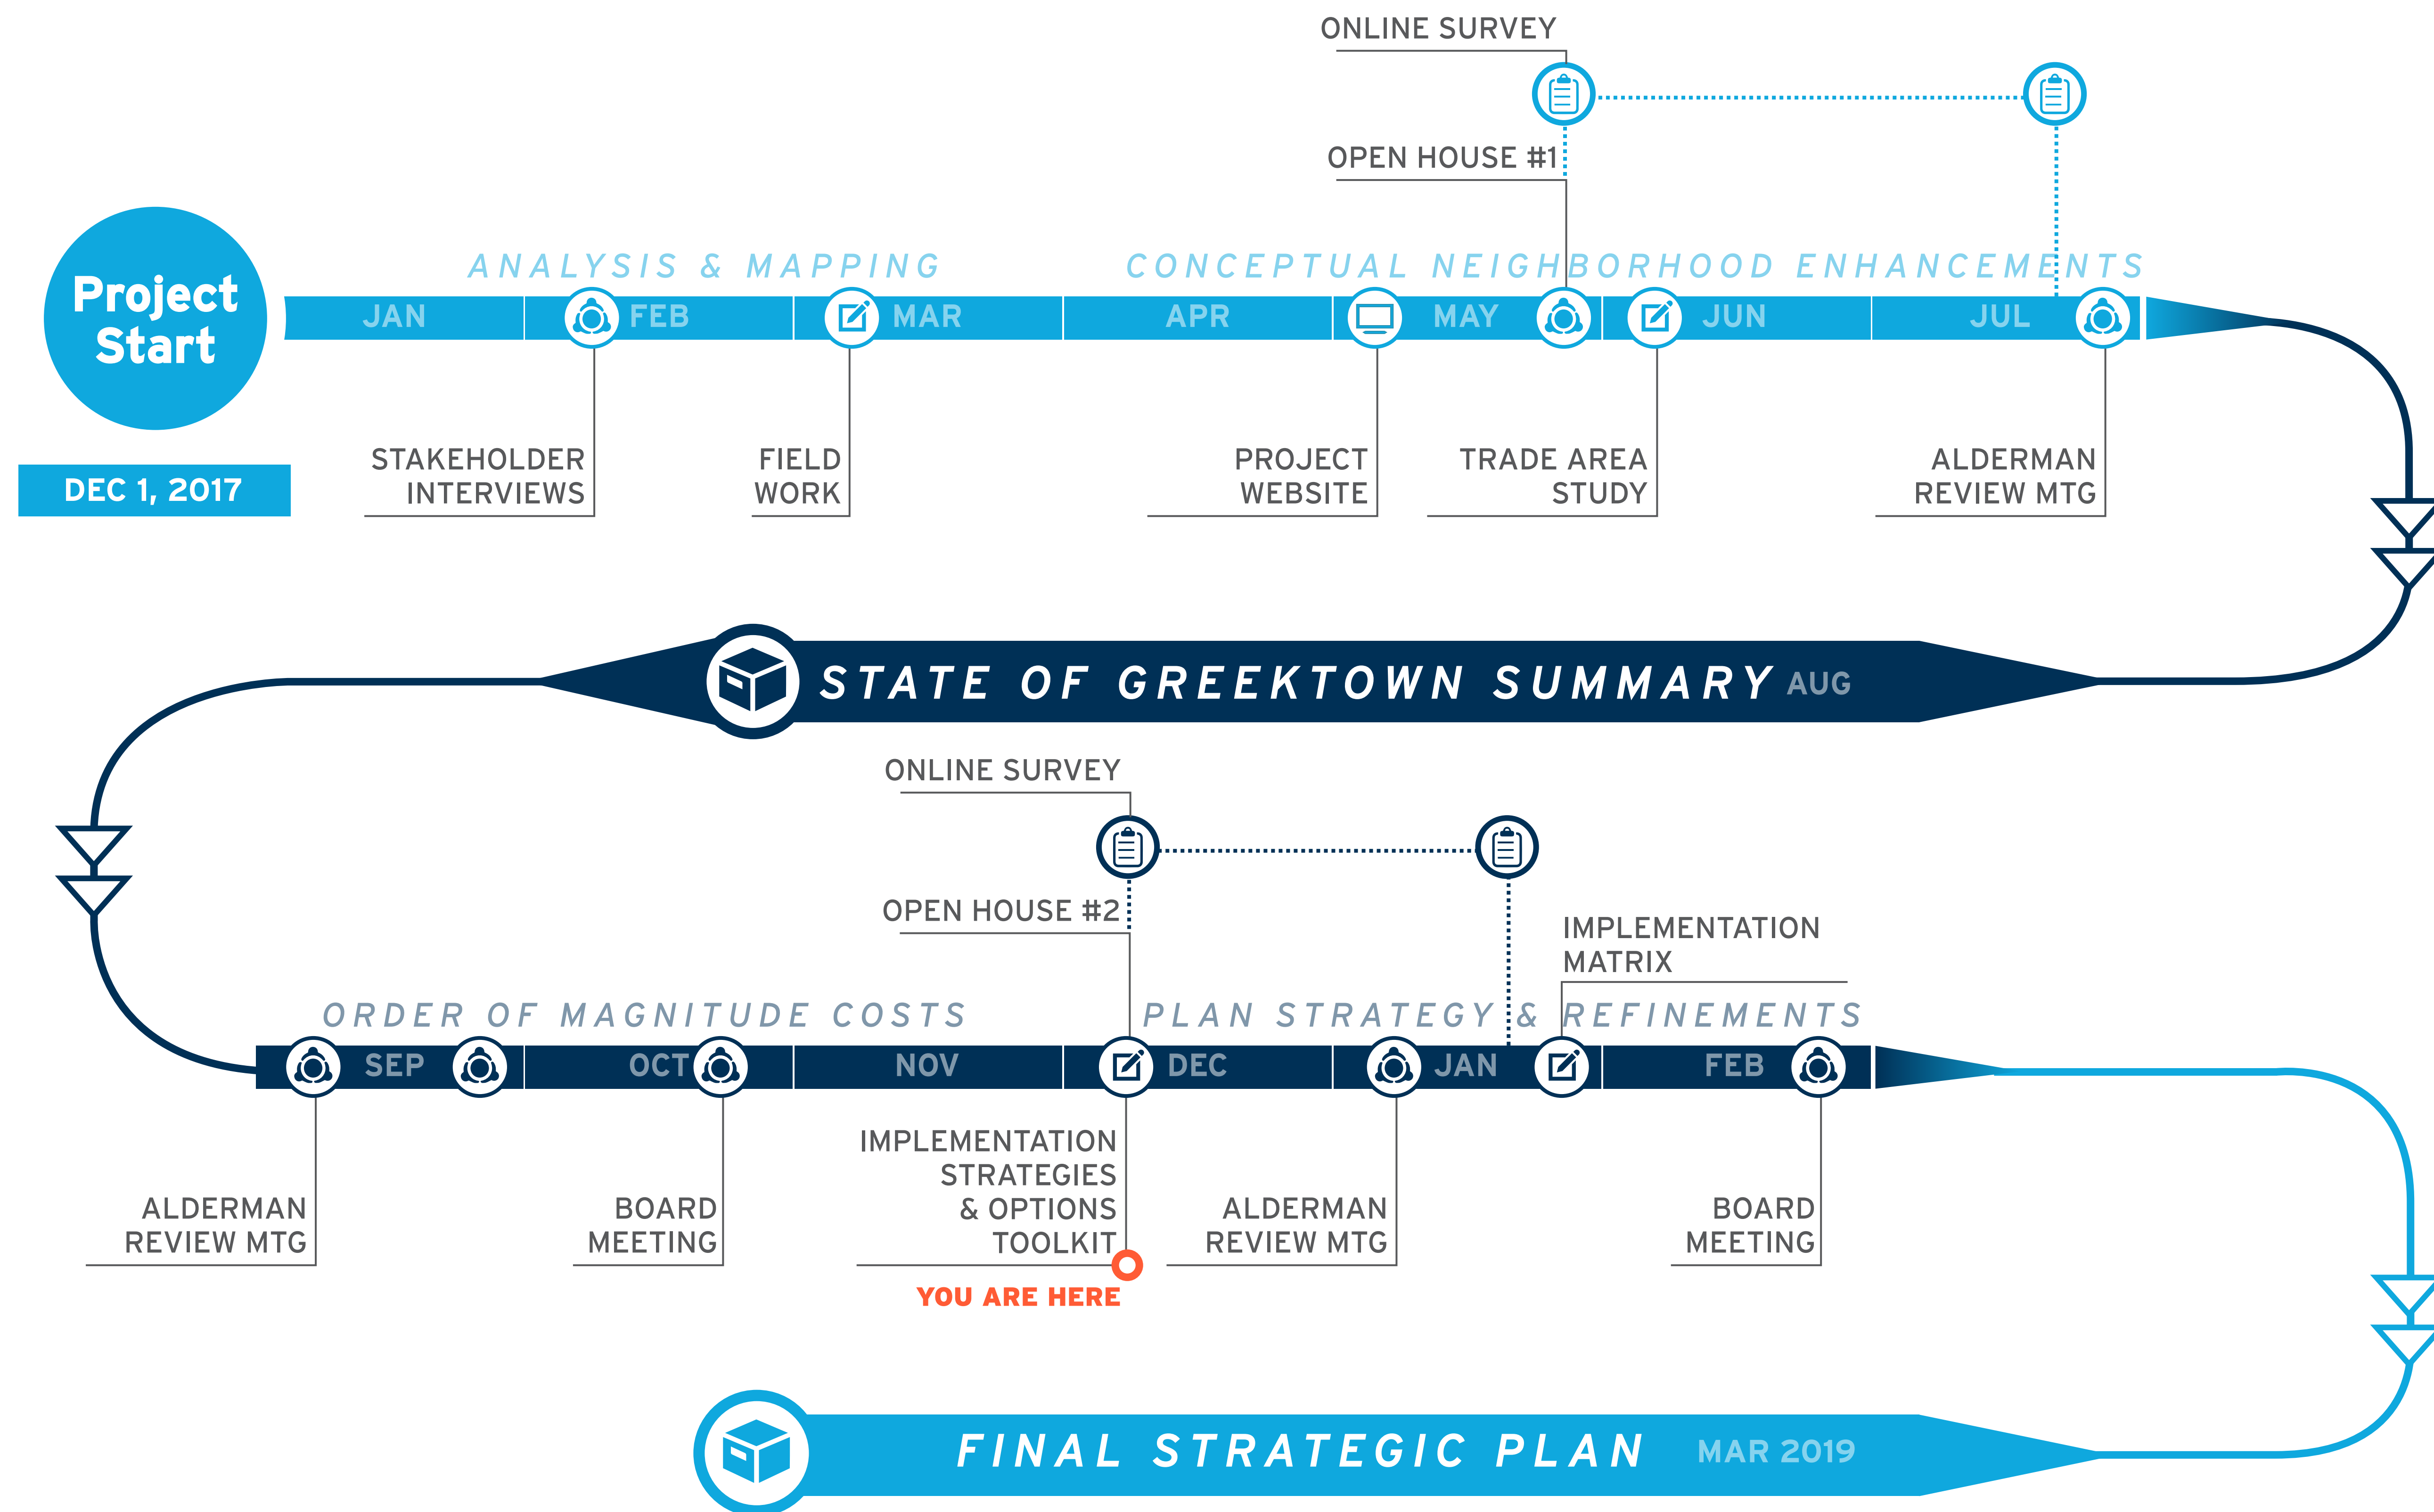 ONLINE SURVEY
OPEN HOUSE #1
Project
Start
DEC 1, 2017
ANALYSIS & MAPPING
CONCEPTUAL NEIGHBORHOOD ENHANCEMENTS
JAN
FEB
MAR
APR
MAY
JUN
JUL
STAKEHOLDER
INTERVIEWS
FIELD
WORK
PROJECT
WEBSITE
TRADE AREA
STUDY
ALDERMAN
REVIEW MTG
STATE OF GREEKTOWN SUMMARY AUG
ONLINE SURVEY
OPEN HOUSE #2
IMPLEMENTATION
MATRIX
ORDER OF MAGNITUDE COSTS
PLAN STRATEGY & REFINEMENTS
SEP
OCT
NOV
DEC
JAN
FEB
ALDERMAN
REVIEW MTG
BOARD
MEETING
IMPLEMENTATION
STRATEGIES
& OPTIONS
TOOLKIT
YOU ARE HERE
ALDERMAN
REVIEW MTG
BOARD
MEETING
FINAL STRATEGIC PLAN MAR 2019